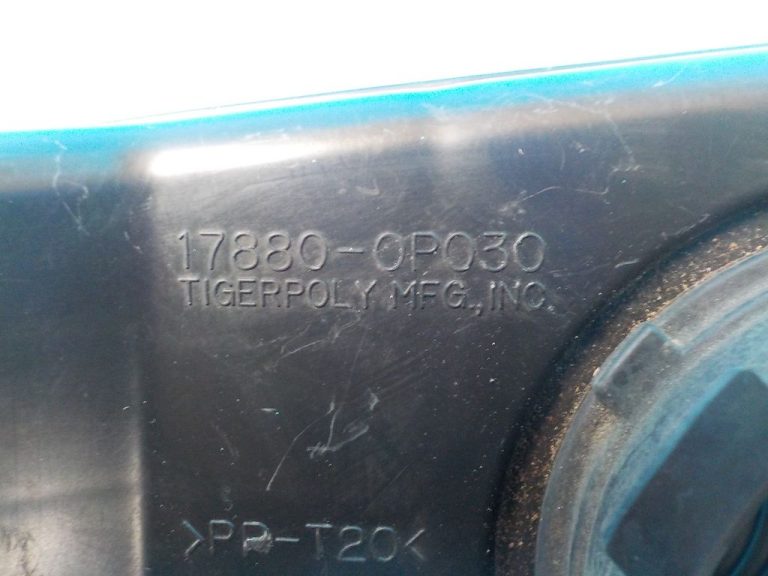 17880-0P030
TIGERPOLY MFG.,INC.
>PP-T20<